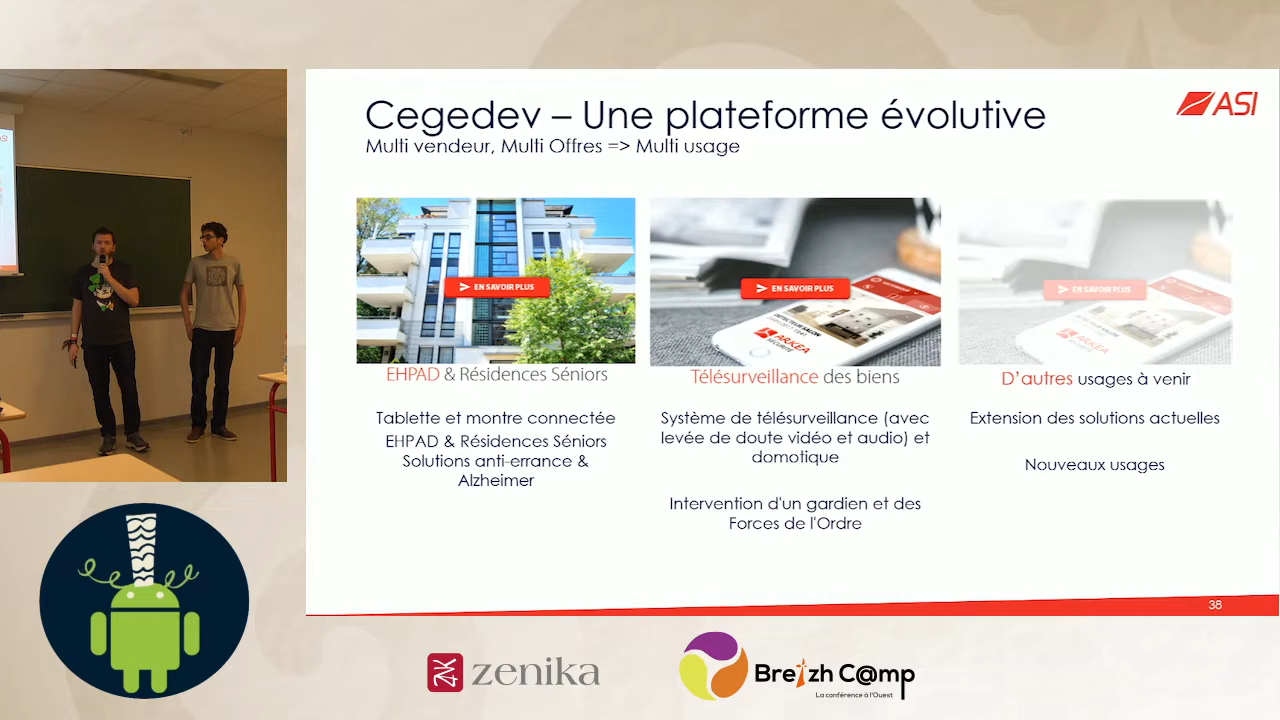 Cegedev – Une plateforme évolutive
Multi vendeur, Multi Offres => Multi usage
ASI
EN SAVOIR PLUS
EHPAD & Résidences Séniors
Tablette et montre connectée
EHPAD & Résidences Séniors
Solutions anti-errance &
Alzheimer
EN SAVOIR PLUS
ARKEA
SECURITE
Télésurveillance des biens
Système de télésurveillance (avec
levée de doute vidéo et audio) et
domotique
Intervention d'un gardien et des
Forces de l'Ordre
EN SAVOIR PLUS
ARKEA
D'autres usages à venir
Extension des solutions actuelles
Nouveaux usages
38
zenika
Breizh C@mp
La conférence à l'Ouest